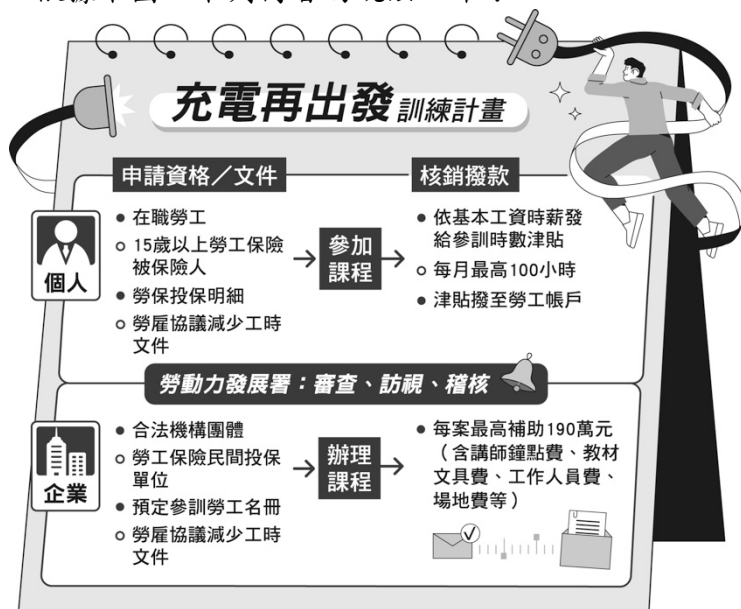 充電再出發訓練計畫
申請資格／文件
核銷撥款
個人
● 在職勞工
○ 15歲以上勞工保險
被保險人
● 勞保投保明細
○ 勞雇協議減少工時
文件
參加
課程
● 依基本工資時薪發
給參訓時數津貼
○ 每月最高100小時
● 津貼撥至勞工帳戶
勞動力發展署：審查、訪視、稽核
企業
● 合法機構團體
○ 勞工保險民間投保
單位
● 預定參訓勞工名冊
○ 勞雇協議減少工時
文件
辦理
課程
● 每案最高補助190萬元
（含講師鐘點費、教材
文具費、工作人員費、
場地費等）